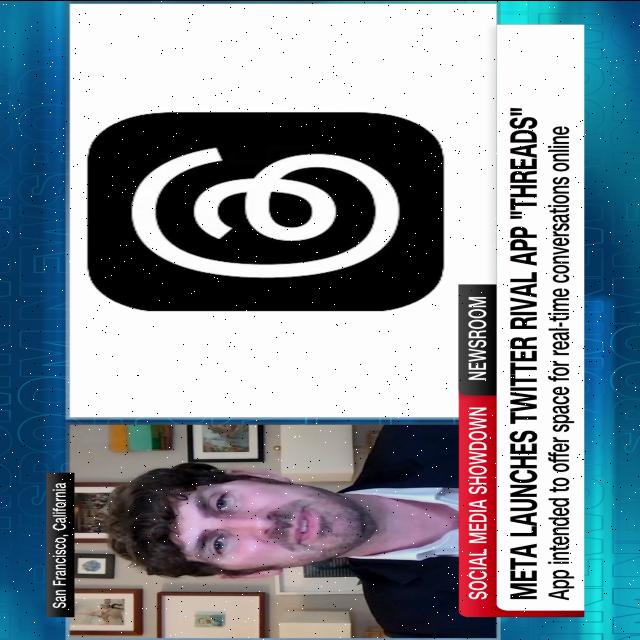 San Francisco, California
SOCIAL MEDIA SHOWDOWN NEWSROOM
META LAUNCHES TWITTER RIVAL APP "THREADS"
App intended to offer space for real-time conversations online